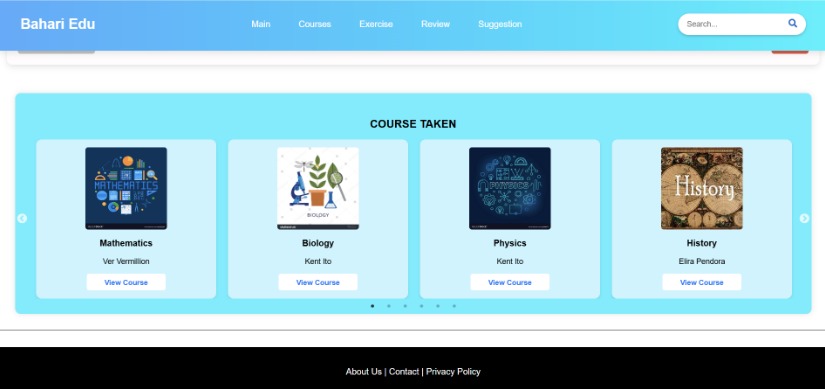 Bahari Edu
Main
Courses
Exercise
Review
Suggestion
Search...
COURSE TAKEN
MATHEMATICS
BIOLOGY
PHYSICS
History
Mathematics
Biology
Physics
History
Ver Vermillion
Kent Ito
Kent Ito
Elira Pendora
View Course
View Course
View Course
View Course
About Us | Contact | Privacy Policy